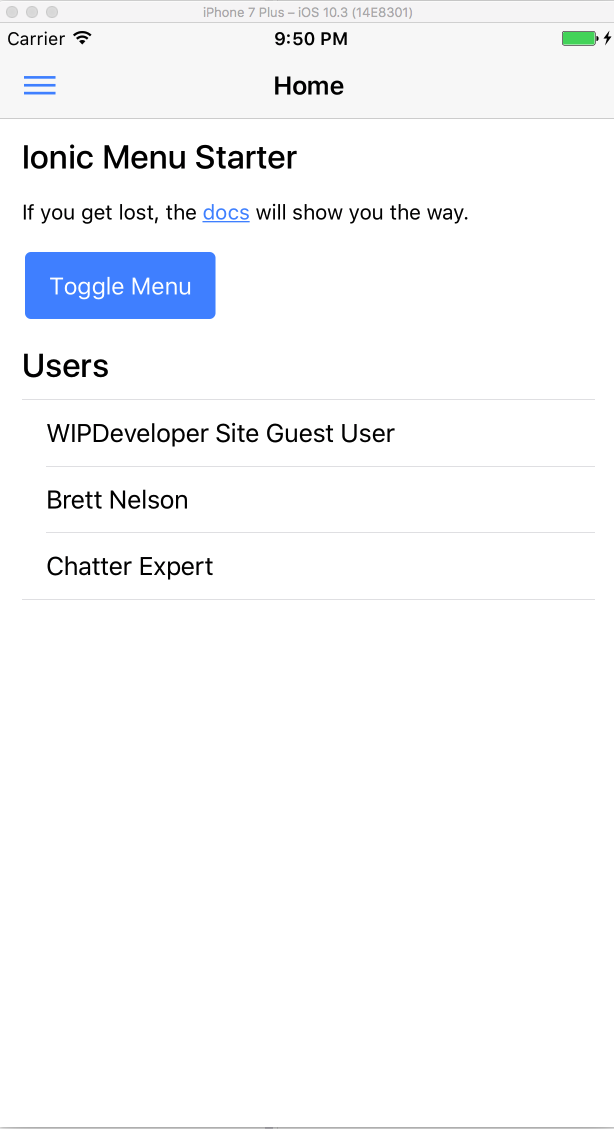 iPhone 7 Plus – iOS 10.3 (14E8301)
Carrier 9:50 PM
Home
Ionic Menu Starter
If you get lost, the docs will show you the way.
Toggle Menu
Users
WIPDeveloper Site Guest User
Brett Nelson
Chatter Expert